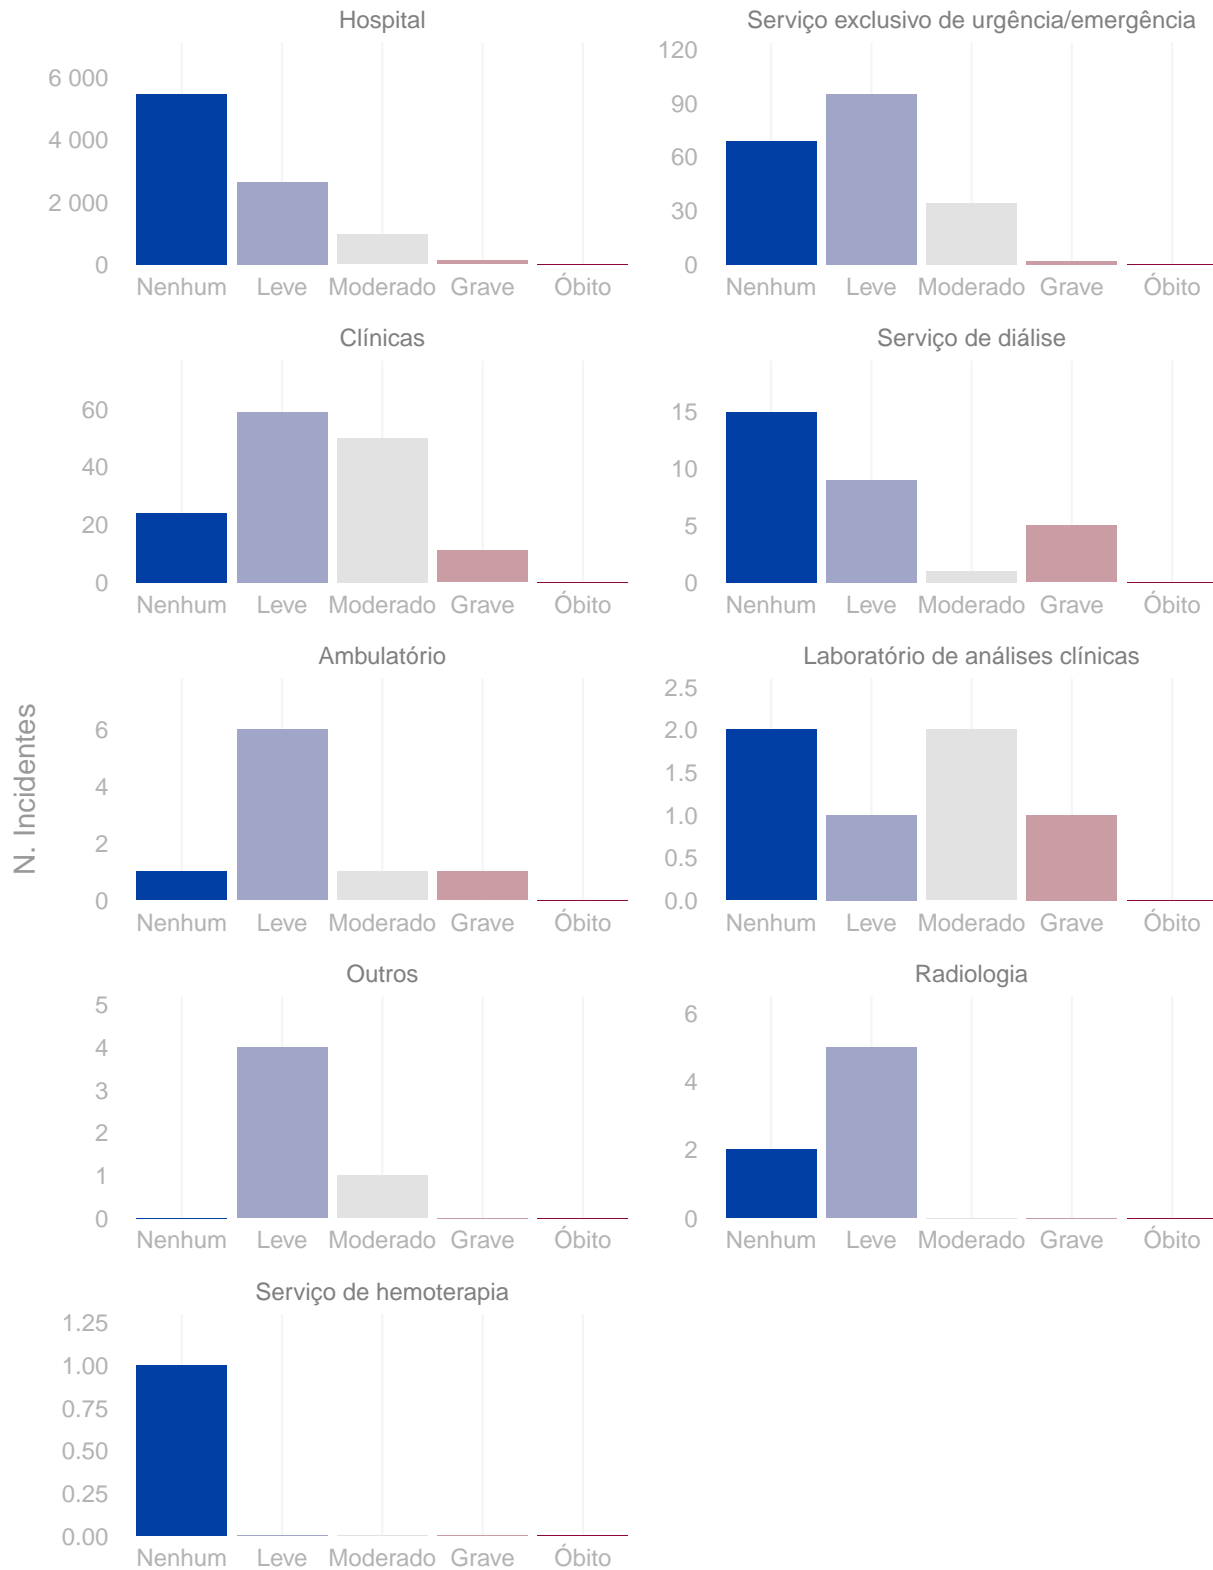 Hospital
6 000
4 000
2 000
0
Nenhum Leve Moderado Grave Óbito
Serviço exclusivo de urgência/emergência
120
90
60
30
0
Nenhum Leve Moderado Grave Óbito
Clínicas
60
40
20
0
Nenhum Leve Moderado Grave Óbito
Serviço de diálise
15
10
5
0
Nenhum Leve Moderado Grave Óbito
N. Incidentes
Ambulatório
6
4
2
0
Nenhum Leve Moderado Grave Óbito
Laboratório de análises clínicas
2.5
2.0
1.5
1.0
0.5
0.0
Nenhum Leve Moderado Grave Óbito
Outros
5
4
3
2
1
0
Nenhum Leve Moderado Grave Óbito
Radiologia
6
4
2
0
Nenhum Leve Moderado Grave Óbito
Serviço de hemoterapia
1.25
1.00
0.75
0.50
0.25
0.00
Nenhum Leve Moderado Grave Óbito